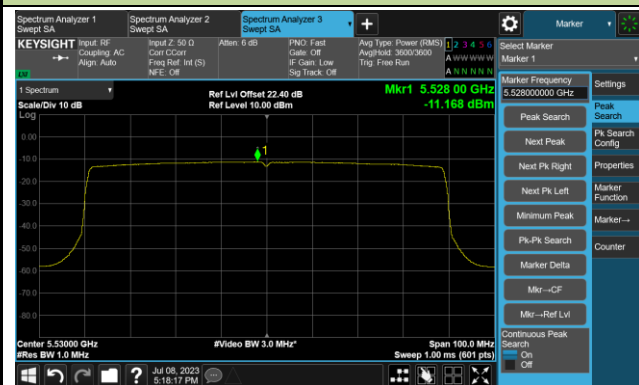 Spectrum Analyzer 1
Swept SA
Spectrum Analyzer 2
Swept SA
Spectrum Analyzer 3
Swept SA
Marker
KEYSIGHT
Input: RF
Coupling: AC
Align: Auto
Input Z: 50 Ω
Corr CCorr
Freq Ref: Int (S)
NFE: Off
Atten: 6 dB
PNO: Fast
Gate: Off
IF Gain: Low
Sig Track: Off
Avg Type: Power (RMS)
Avg|Hold: 3600/3600
Trig: Free Run
1 2 3 4 5 6
A W W W W W
A N N N N N
Select Marker
Marker 1
1 Spectrum
Scale/Div 10 dB
Log
Ref Lvl Offset 22.40 dB
Ref Level 10.00 dBm
Mkr1 5.528 00 GHz
-11.168 dBm
0.00
-10.0
-20.0
-30.0
-40.0
-50.0
-60.0
-70.0
-80.0
1
Center 5.53000 GHz
#Res BW 1.0 MHz
#Video BW 3.0 MHz*
Span 100.0 MHz
Sweep 1.00 ms (601 pts)
Marker Frequency
5.528000000 GHz
Peak Search
Next Peak
Next Pk Right
Next Pk Left
Minimum Peak
Pk-Pk Search
Marker Delta
Mkr→CF
Mkr→Ref Lvl
Continuous Peak
Search
On
Off
Settings
Peak
Search
Pk Search
Config
Properties
Marker
Function
Marker→
Counter
?
Jul 08, 2023
5:18:17 PM